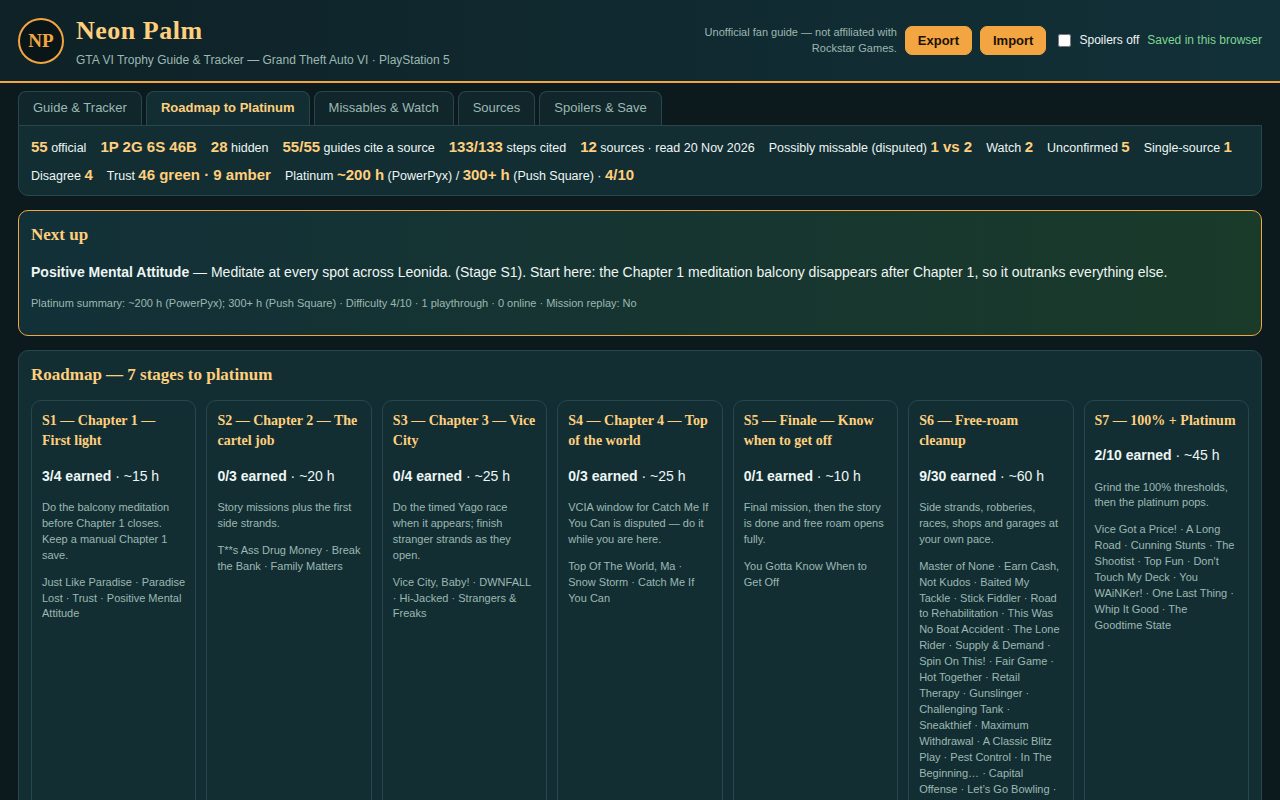 NP
Neon Palm
GTA VI Trophy Guide & Tracker — Grand Theft Auto VI · PlayStation 5
Unofficial fan guide — not affiliated with
Rockstar Games.
Export
Import
Spoilers off
Saved in this browser
Guide & Tracker
Roadmap to Platinum
Missables & Watch
Sources
Spoilers & Save
55 official 1P 2G 6S 46B 28 hidden 55/55 guides cite a source 133/133 steps cited 12 sources · read 20 Nov 2026 Possibly missable (disputed) 1 vs 2 Watch 2 Unconfirmed 5 Single-source 1
Disagree 4 Trust 46 green · 9 amber Platinum ~200 h (PowerPyx) / 300+ h (Push Square) · 4/10
Next up
Positive Mental Attitude — Meditate at every spot across Leonida. (Stage S1). Start here: the Chapter 1 meditation balcony disappears after Chapter 1, so it outranks everything else.
Platinum summary: ~200 h (PowerPyx); 300+ h (Push Square) · Difficulty 4/10 · 1 playthrough · 0 online · Mission replay: No
Roadmap — 7 stages to platinum
S1 — Chapter 1 —
First light
3/4 earned · ~15 h
Do the balcony meditation
before Chapter 1 closes.
Keep a manual Chapter 1
save.
Just Like Paradise · Paradise
Lost · Trust · Positive Mental
Attitude
S2 — Chapter 2 — The
cartel job
0/3 earned · ~20 h
Story missions plus the first
side strands.
T**s Ass Drug Money · Break
the Bank · Family Matters
S3 — Chapter 3 — Vice
City
0/4 earned · ~25 h
Do the timed Yago race
when it appears; finish
stranger strands as they
open.
Vice City, Baby! · DWNFALL
· Hi-Jacked · Strangers &
Freaks
S4 — Chapter 4 — Top
of the world
0/3 earned · ~25 h
VCIA window for Catch Me If
You Can is disputed — do it
while you are here.
Top Of The World, Ma ·
Snow Storm · Catch Me If
You Can
S5 — Finale — Know
when to get off
0/1 earned · ~10 h
Final mission, then the story
is done and free roam opens
fully.
You Gotta Know When to
Get Off
S6 — Free-roam
cleanup
9/30 earned · ~60 h
Side strands, robberies,
races, shops and garages at
your own pace.
Master of None · Earn Cash,
Not Kudos · Baited My
Tackle · Stick Fiddler · Road
to Rehabilitation · This Was
No Boat Accident · The Lone
Rider · Supply & Demand ·
Spin On This! · Fair Game ·
Hot Together · Retail
Therapy · Gunslinger ·
Challenging Tank ·
Sneakthief · Maximum
Withdrawal · A Classic Blitz
Play · Pest Control · In The
Beginning… · Capital
Offense · Let's Go Bowling ·
S7 — 100% + Platinum
2/10 earned · ~45 h
Grind the 100% thresholds,
then the platinum pops.
Vice Got a Price! · A Long
Road · Cunning Stunts · The
Shootist · Top Fun · Don't
Touch My Deck · You
WAiNKer! · One Last Thing ·
Whip It Good · The
Goodtime State